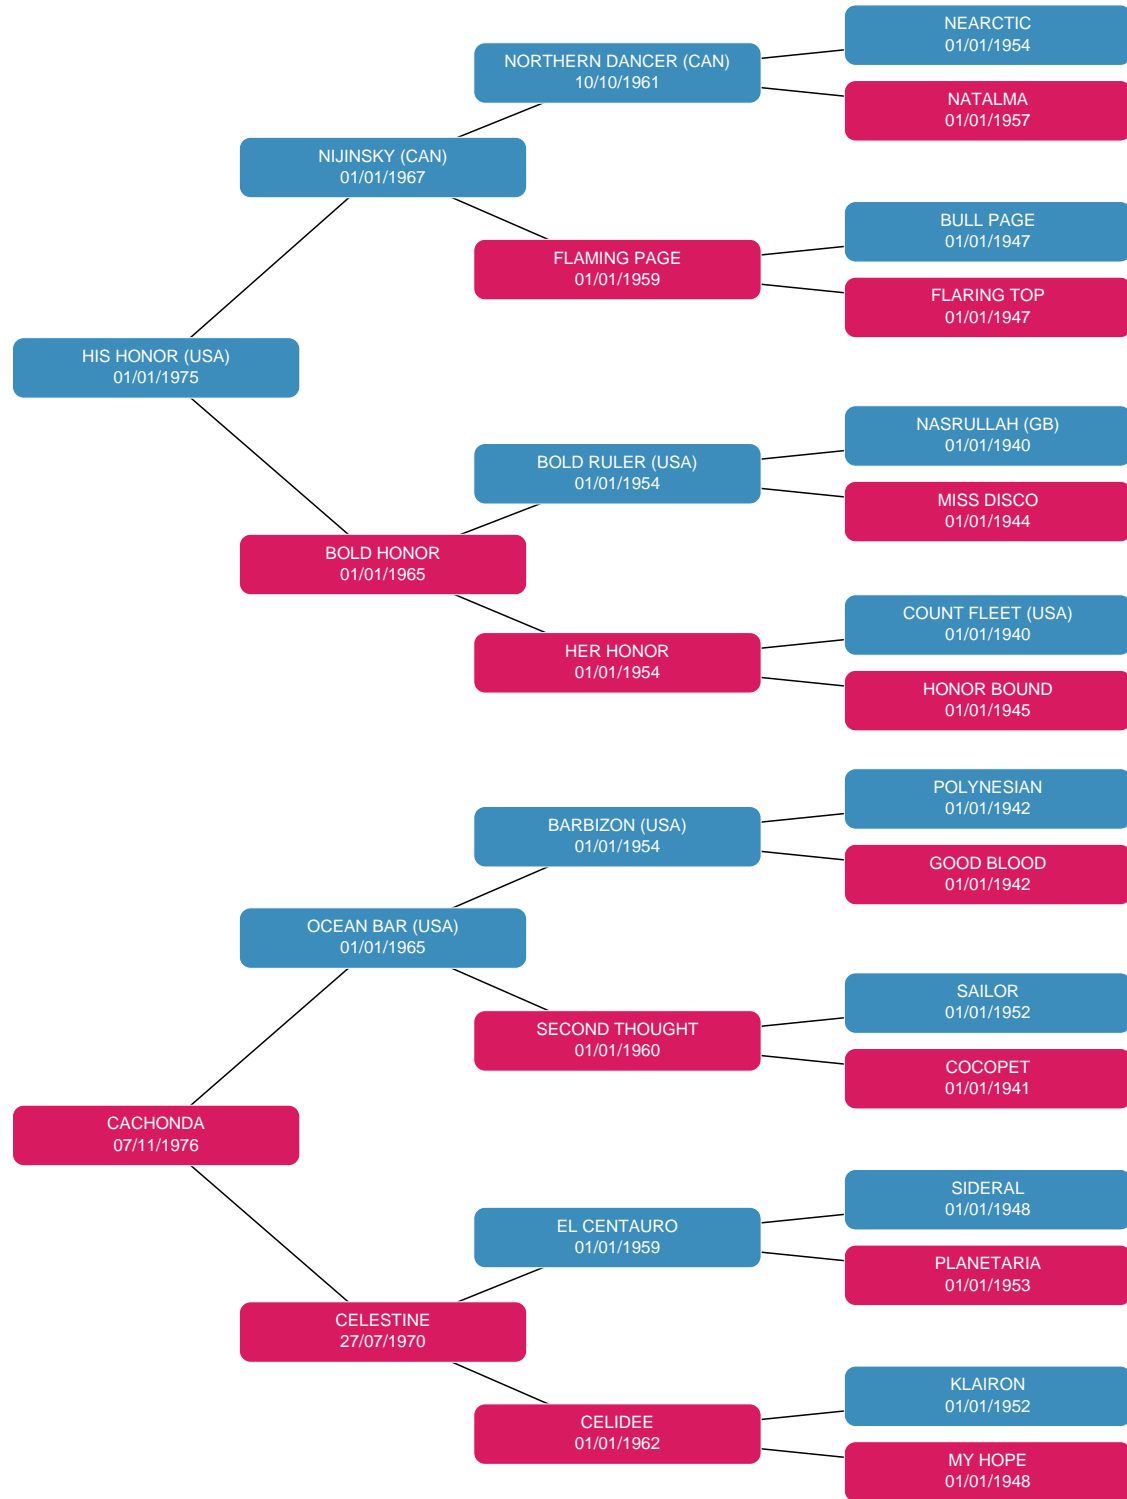 NEARCTIC
01/01/1954
NORTHERN DANCER (CAN)
10/10/1961
NATALMA
01/01/1957
NIJINSKY (CAN)
01/01/1967
BULL PAGE
01/01/1947
FLAMING PAGE
01/01/1959
FLARING TOP
01/01/1947
HIS HONOR (USA)
01/01/1975
NASRULLAH (GB)
01/01/1940
BOLD RULER (USA)
01/01/1954
MISS DISCO
01/01/1944
BOLD HONOR
01/01/1965
COUNT FLEET (USA)
01/01/1940
HER HONOR
01/01/1954
HONOR BOUND
01/01/1945
POLYNESIAN
01/01/1942
BARBIZON (USA)
01/01/1954
GOOD BLOOD
01/01/1942
OCEAN BAR (USA)
01/01/1965
SAILOR
01/01/1952
SECOND THOUGHT
01/01/1960
COCOPET
01/01/1941
CACHONDA
07/11/1976
SIDERAL
01/01/1948
EL CENTAURO
01/01/1959
PLANETARIA
01/01/1953
CELESTINE
27/07/1970
KLAIRON
01/01/1952
CELIDEE
01/01/1962
MY HOPE
01/01/1948